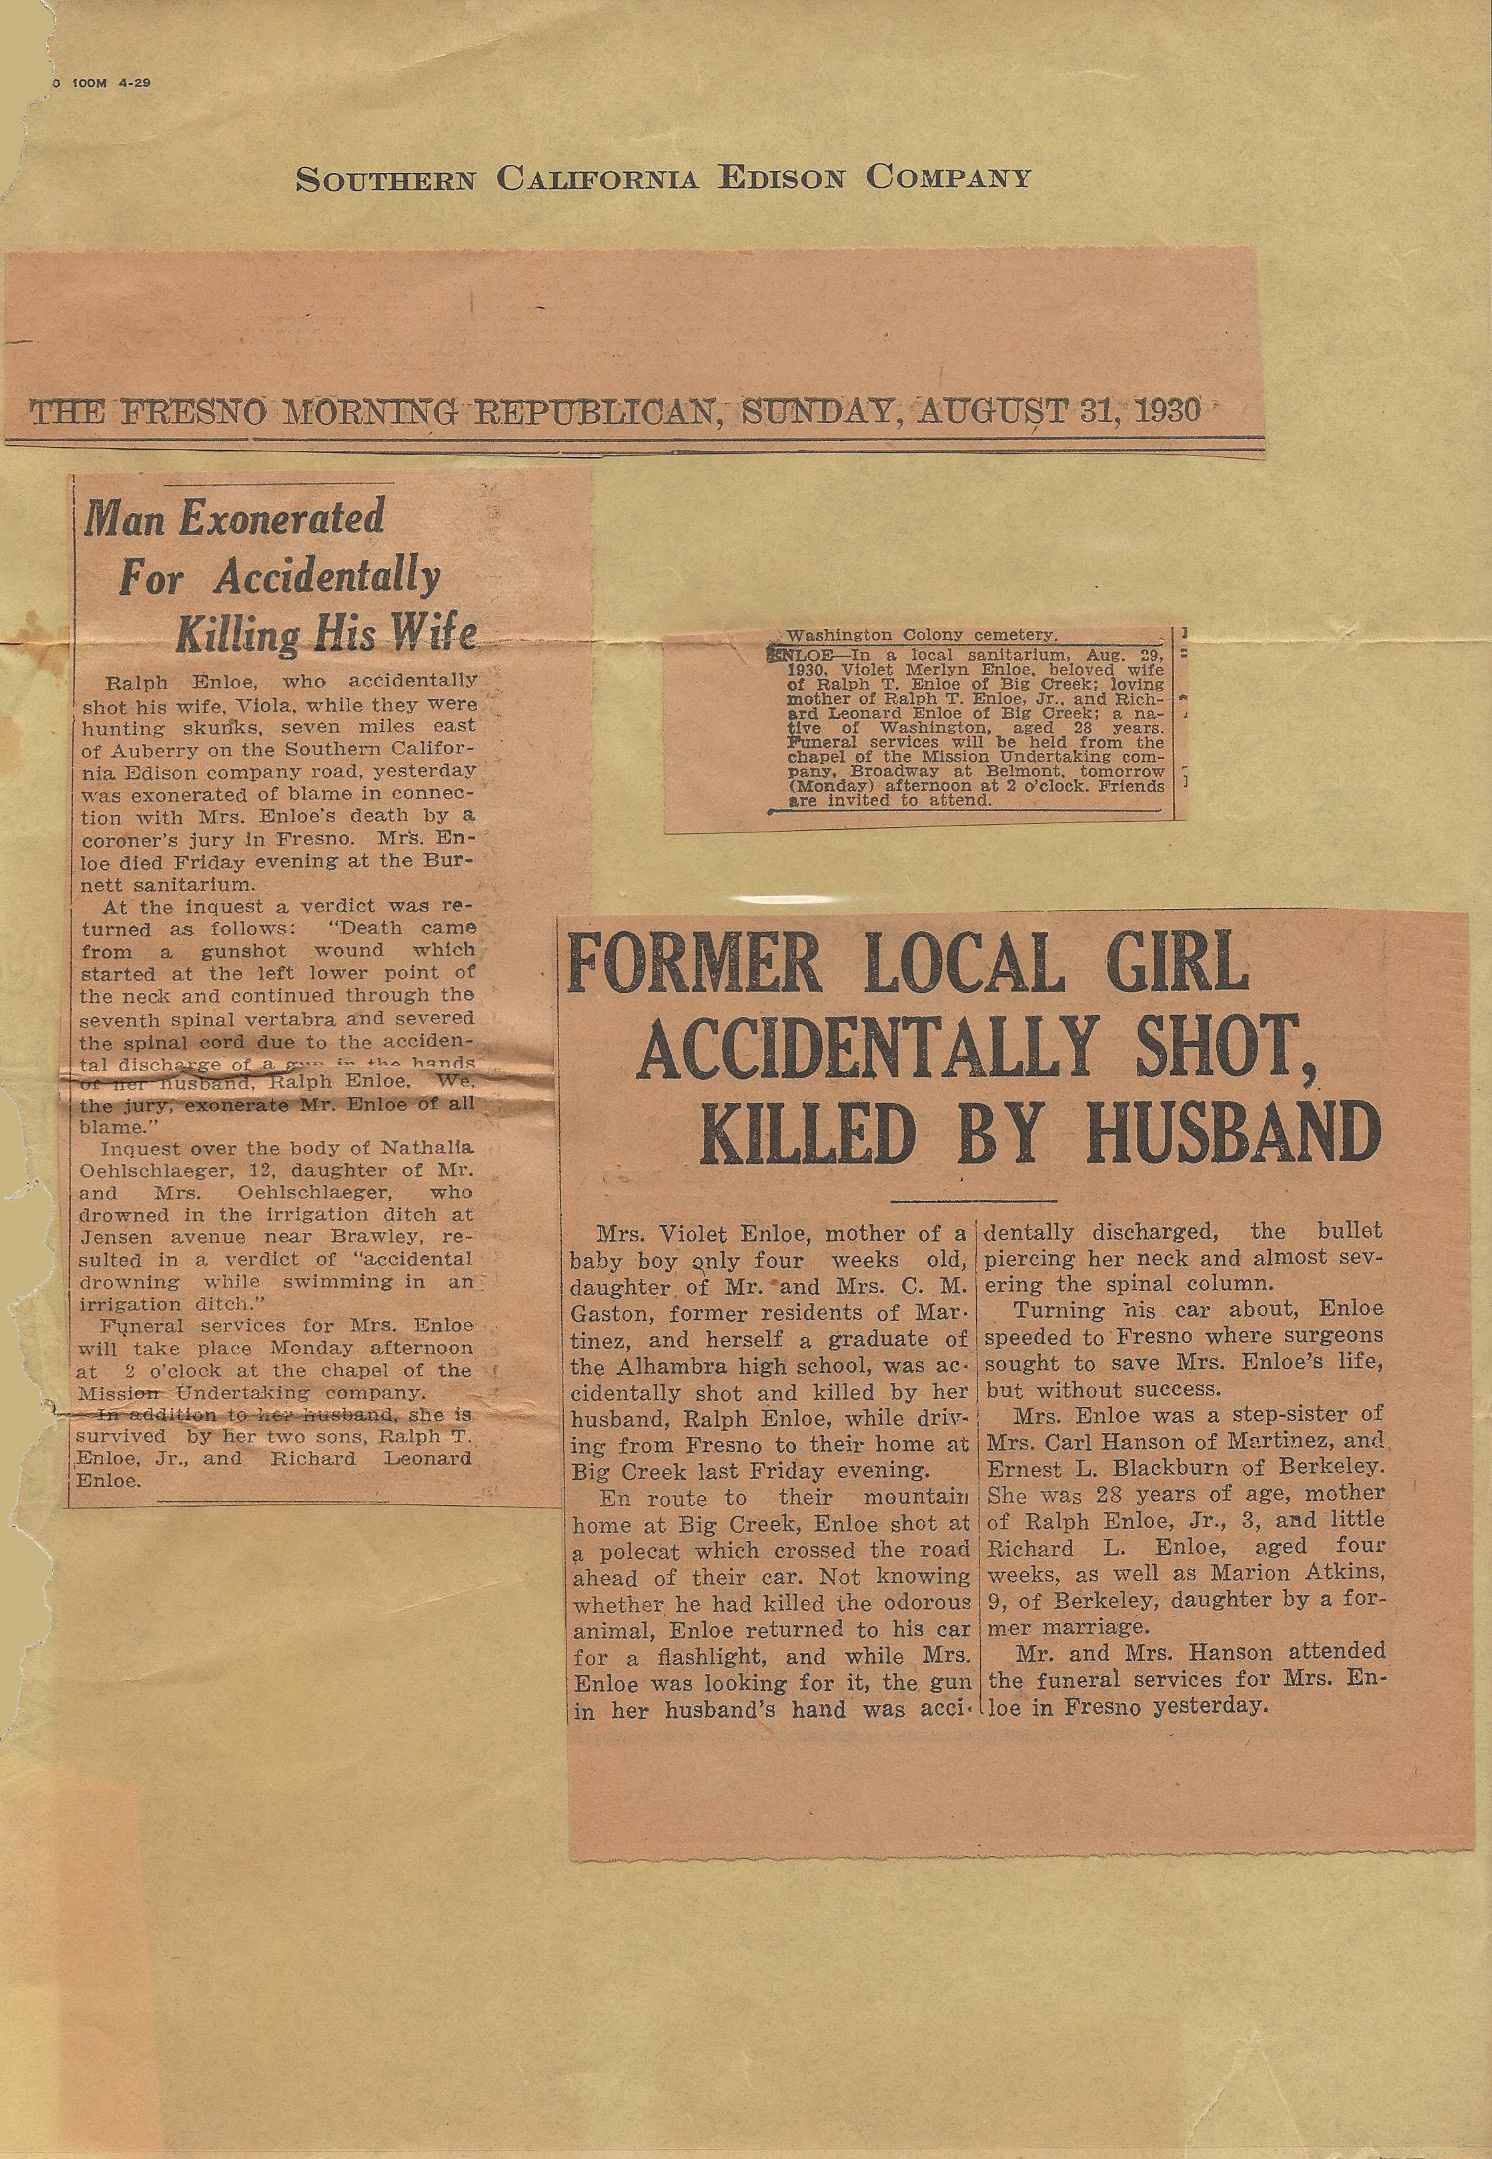 100M 4-29
SOUTHERN CALIFORNIA EDISON COMPANY
THE FRESNO MORNING REPUBLICAN, SUNDAY, AUGUST 31, 1930
Man Exonerated
For Accidentally
Killing His Wife
Ralph Enloe, who accidentally
shot his wife, Viola, while they were
hunting skunks, seven miles east
of Auberry on the Southern Califor-
nia Edison company road, yesterday
was exonerated of blame in connec-
tion with Mrs. Enloe's death by a
coroner's jury in Fresno. Mrs. En-
loe died Friday evening at the Bur-
nett sanitarium.
At the inquest a verdict was re-
turned as follows: "Death came
from a gunshot wound which
started at the left lower point of
the neck and continued through the
seventh spinal vertabra and severed
the spinal cord due to the acciden-
tal discharge of a gun in the hands
of her husband, Ralph Enloe. We,
the jury, exonerate Mr. Enloe of all
blame."
Inquest over the body of Nathalia
Oehlschlaeger, 12, daughter of Mr.
and Mrs. Oehlschlaeger, who
drowned in the irrigation ditch at
Jensen avenue near Brawley, re-
sulted in a verdict of "accidental
drowning while swimming in an
irrigation ditch."
Funeral services for Mrs. Enloe
will take place Monday afternoon
at 2 o'clock at the chapel of the
Mission Undertaking company.
In addition to her husband, she is
survived by her two sons, Ralph T.
Enloe, Jr., and Richard Leonard
Enloe.
Washington Colony cemetery.
ENLOE—In a local sanitarium, Aug. 29,
1930, Violet Merlyn Enloe, beloved wife
of Ralph T. Enloe of Big Creek; loving
mother of Ralph T. Enloe, Jr., and Rich-
ard Leonard Enloe of Big Creek; a na-
tive of Washington, aged 28 years.
Funeral services will be held from the
chapel of the Mission Undertaking com-
pany, Broadway at Belmont, tomorrow
(Monday) afternoon at 2 o'clock. Friends
are invited to attend.
FORMER LOCAL GIRL
ACCIDENTALLY SHOT,
KILLED BY HUSBAND
Mrs. Violet Enloe, mother of a
baby boy only four weeks old,
daughter of Mr. and Mrs. C. M.
Gaston, former residents of Mar-
tinez, and herself a graduate of
the Alhambra high school, was ac-
cidentally shot and killed by her
husband, Ralph Enloe, while driv-
ing from Fresno to their home at
Big Creek last Friday evening.
En route to their mountain
home at Big Creek, Enloe shot at
a polecat which crossed the road
ahead of their car. Not knowing
whether he had killed the odorous
animal, Enloe returned to his car
for a flashlight, and while Mrs.
Enloe was looking for it, the gun
in her husband's hand was acci-
dentally discharged, the bullet
piercing her neck and almost sev-
ering the spinal column.
Turning his car about, Enloe
speeded to Fresno where surgeons
sought to save Mrs. Enloe's life,
but without success.
Mrs. Enloe was a step-sister of
Mrs. Carl Hanson of Martinez, and
Ernest L. Blackburn of Berkeley.
She was 28 years of age, mother
of Ralph Enloe, Jr., 3, and little
Richard L. Enloe, aged four
weeks, as well as Marion Atkins,
9, of Berkeley, daughter by a for-
mer marriage.
Mr. and Mrs. Hanson attended
the funeral services for Mrs. En-
loe in Fresno yesterday.